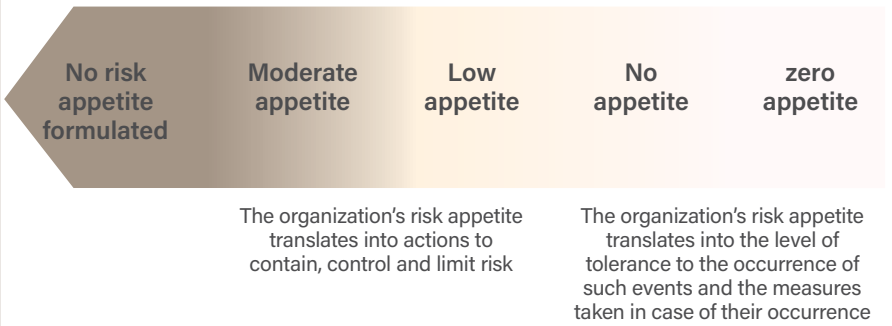 No risk
appetite
formulated
Moderate
appetite
Low
appetite
No
appetite
zero
appetite
The organization’s risk appetite
translates into actions to
contain, control and limit risk
The organization’s risk appetite
translates into the level of
tolerance to the occurrence of
such events and the measures
taken in case of their occurrence